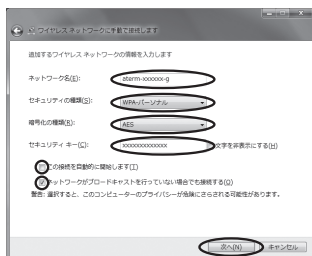 ワイヤレス ネットワークに手動で接続します
追加するワイヤレス ネットワークの情報を入力します
ネットワーク名(E): aterm-xxxxxx-g
セキュリティの種類(S): WPA-パーソナル
暗号化の種類(R): AES
セキュリティ キー(C): xxxxxxxxxxxxx 文字を非表示にする(H)
この接続を自動的に開始します(T)
ネットワークがブロードキャストを行っていない場合でも接続する(O)
警告: 選択すると、このコンピューターのプライバシーが危険にさらされる可能性があります。
次へ(N) キャンセル